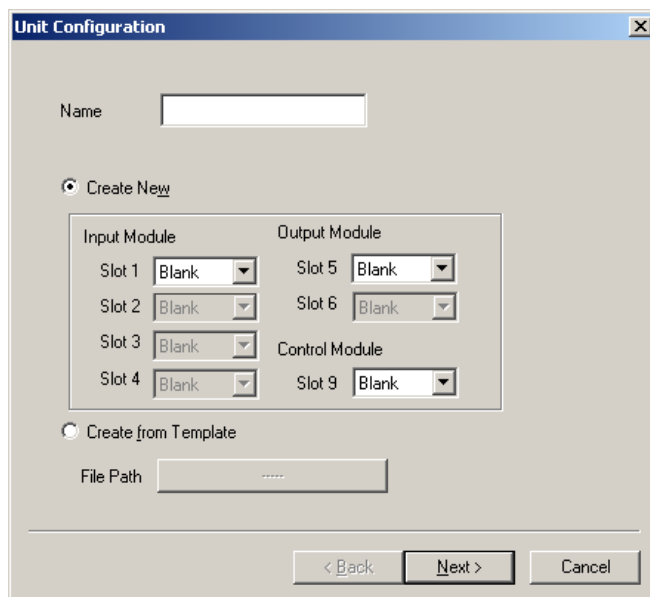 Unit Configuration
Name
Create New
Input Module
Slot 1 Blank
Slot 2 Blank
Slot 3 Blank
Slot 4 Blank
Output Module
Slot 5 Blank
Slot 6 Blank
Control Module
Slot 9 Blank
Create from Template
File Path -----
< Back Next > Cancel